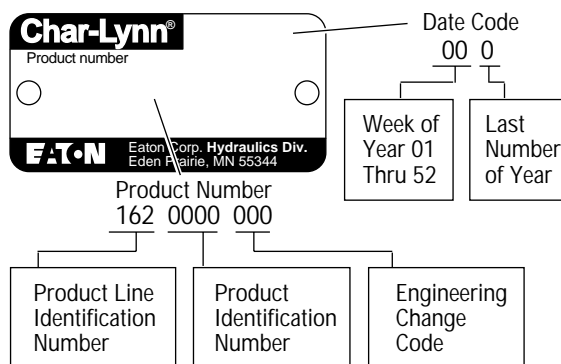 Char-Lynn®
Product number
EATON
Eaton Corp. Hydraulics Div.
Eden Prairie, MN 55344
Date Code
00 0
Week of
Year 01
Thru 52
Last
Number
of Year
Product Number
162 0000 000
Product Line
Identification
Number
Product
Identification
Number
Engineering
Change
Code